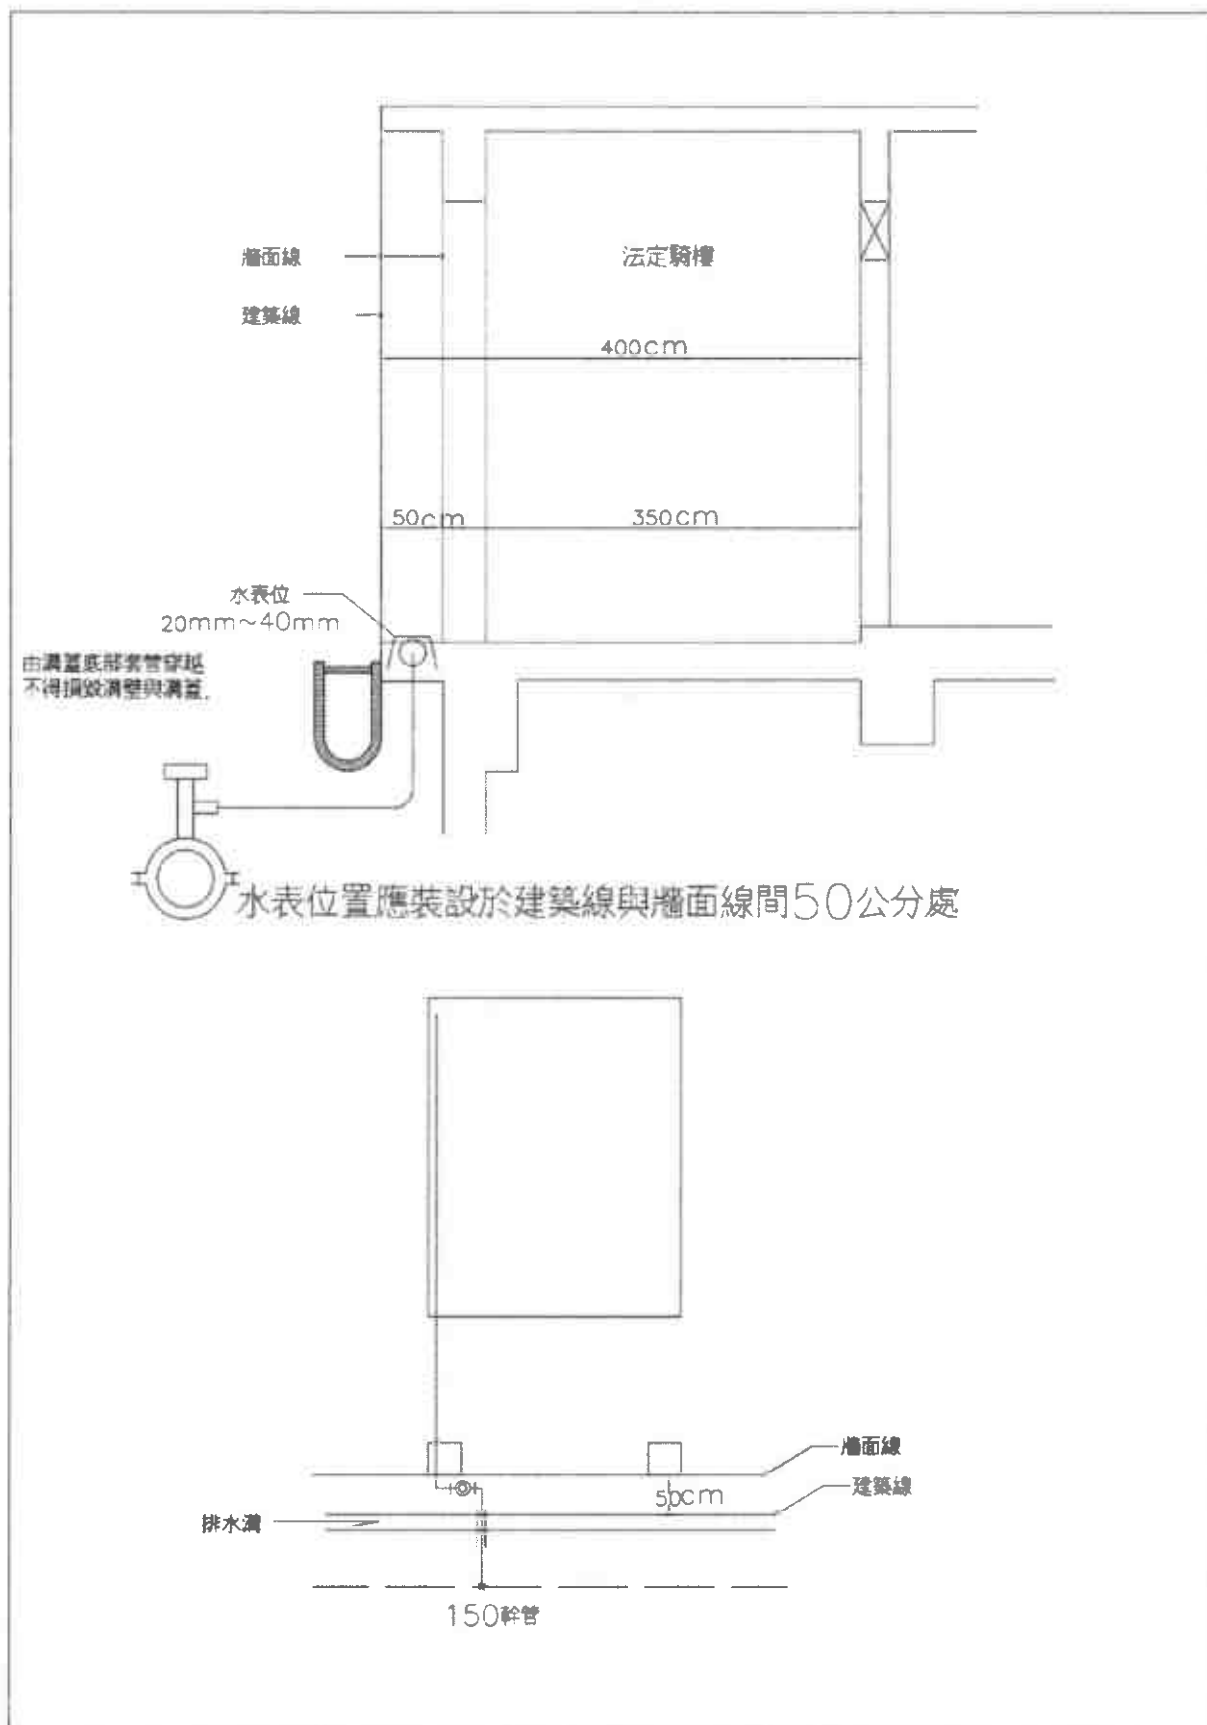 牆面線
法定騎樓
建築線
400cm
50cm
350cm
水表位
20mm~40mm
由溝蓋底部套管穿越
不得損毀溝壁與溝蓋.
水表位置應裝設於建築線與牆面線間50公分處
牆面線
建築線
50cm
排水溝
150幹管